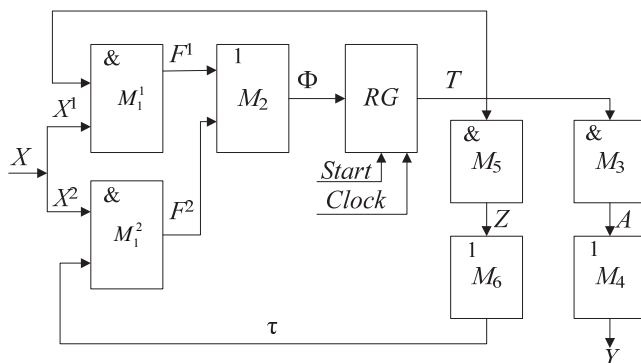 & F¹ 1 T
M₁¹ M₂ Φ RG
X¹ & &
X M₅ M₃
& Start
X² F² Clock
M₁² Z A
1 1
M₆ M₄
τ
Y